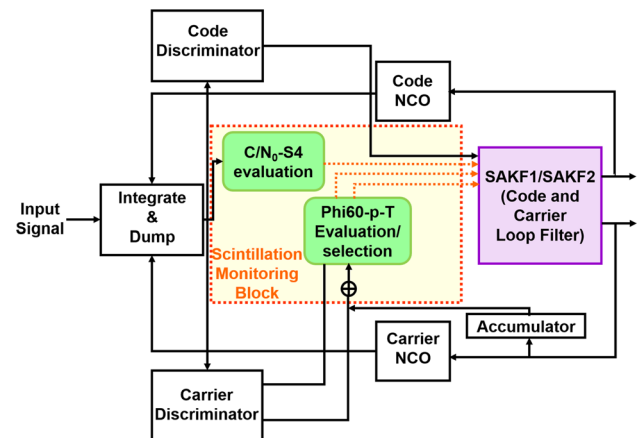 Code
Discriminator
Code
NCO
C/N₀-S4
evaluation
SAKF1/SAKF2
(Code and
Carrier
Loop Filter)
Input
Signal
Integrate
&
Dump
Phi60-p-T
Evaluation/
selection
Scintillation
Monitoring
Block
Accumulator
Carrier
NCO
Carrier
Discriminator